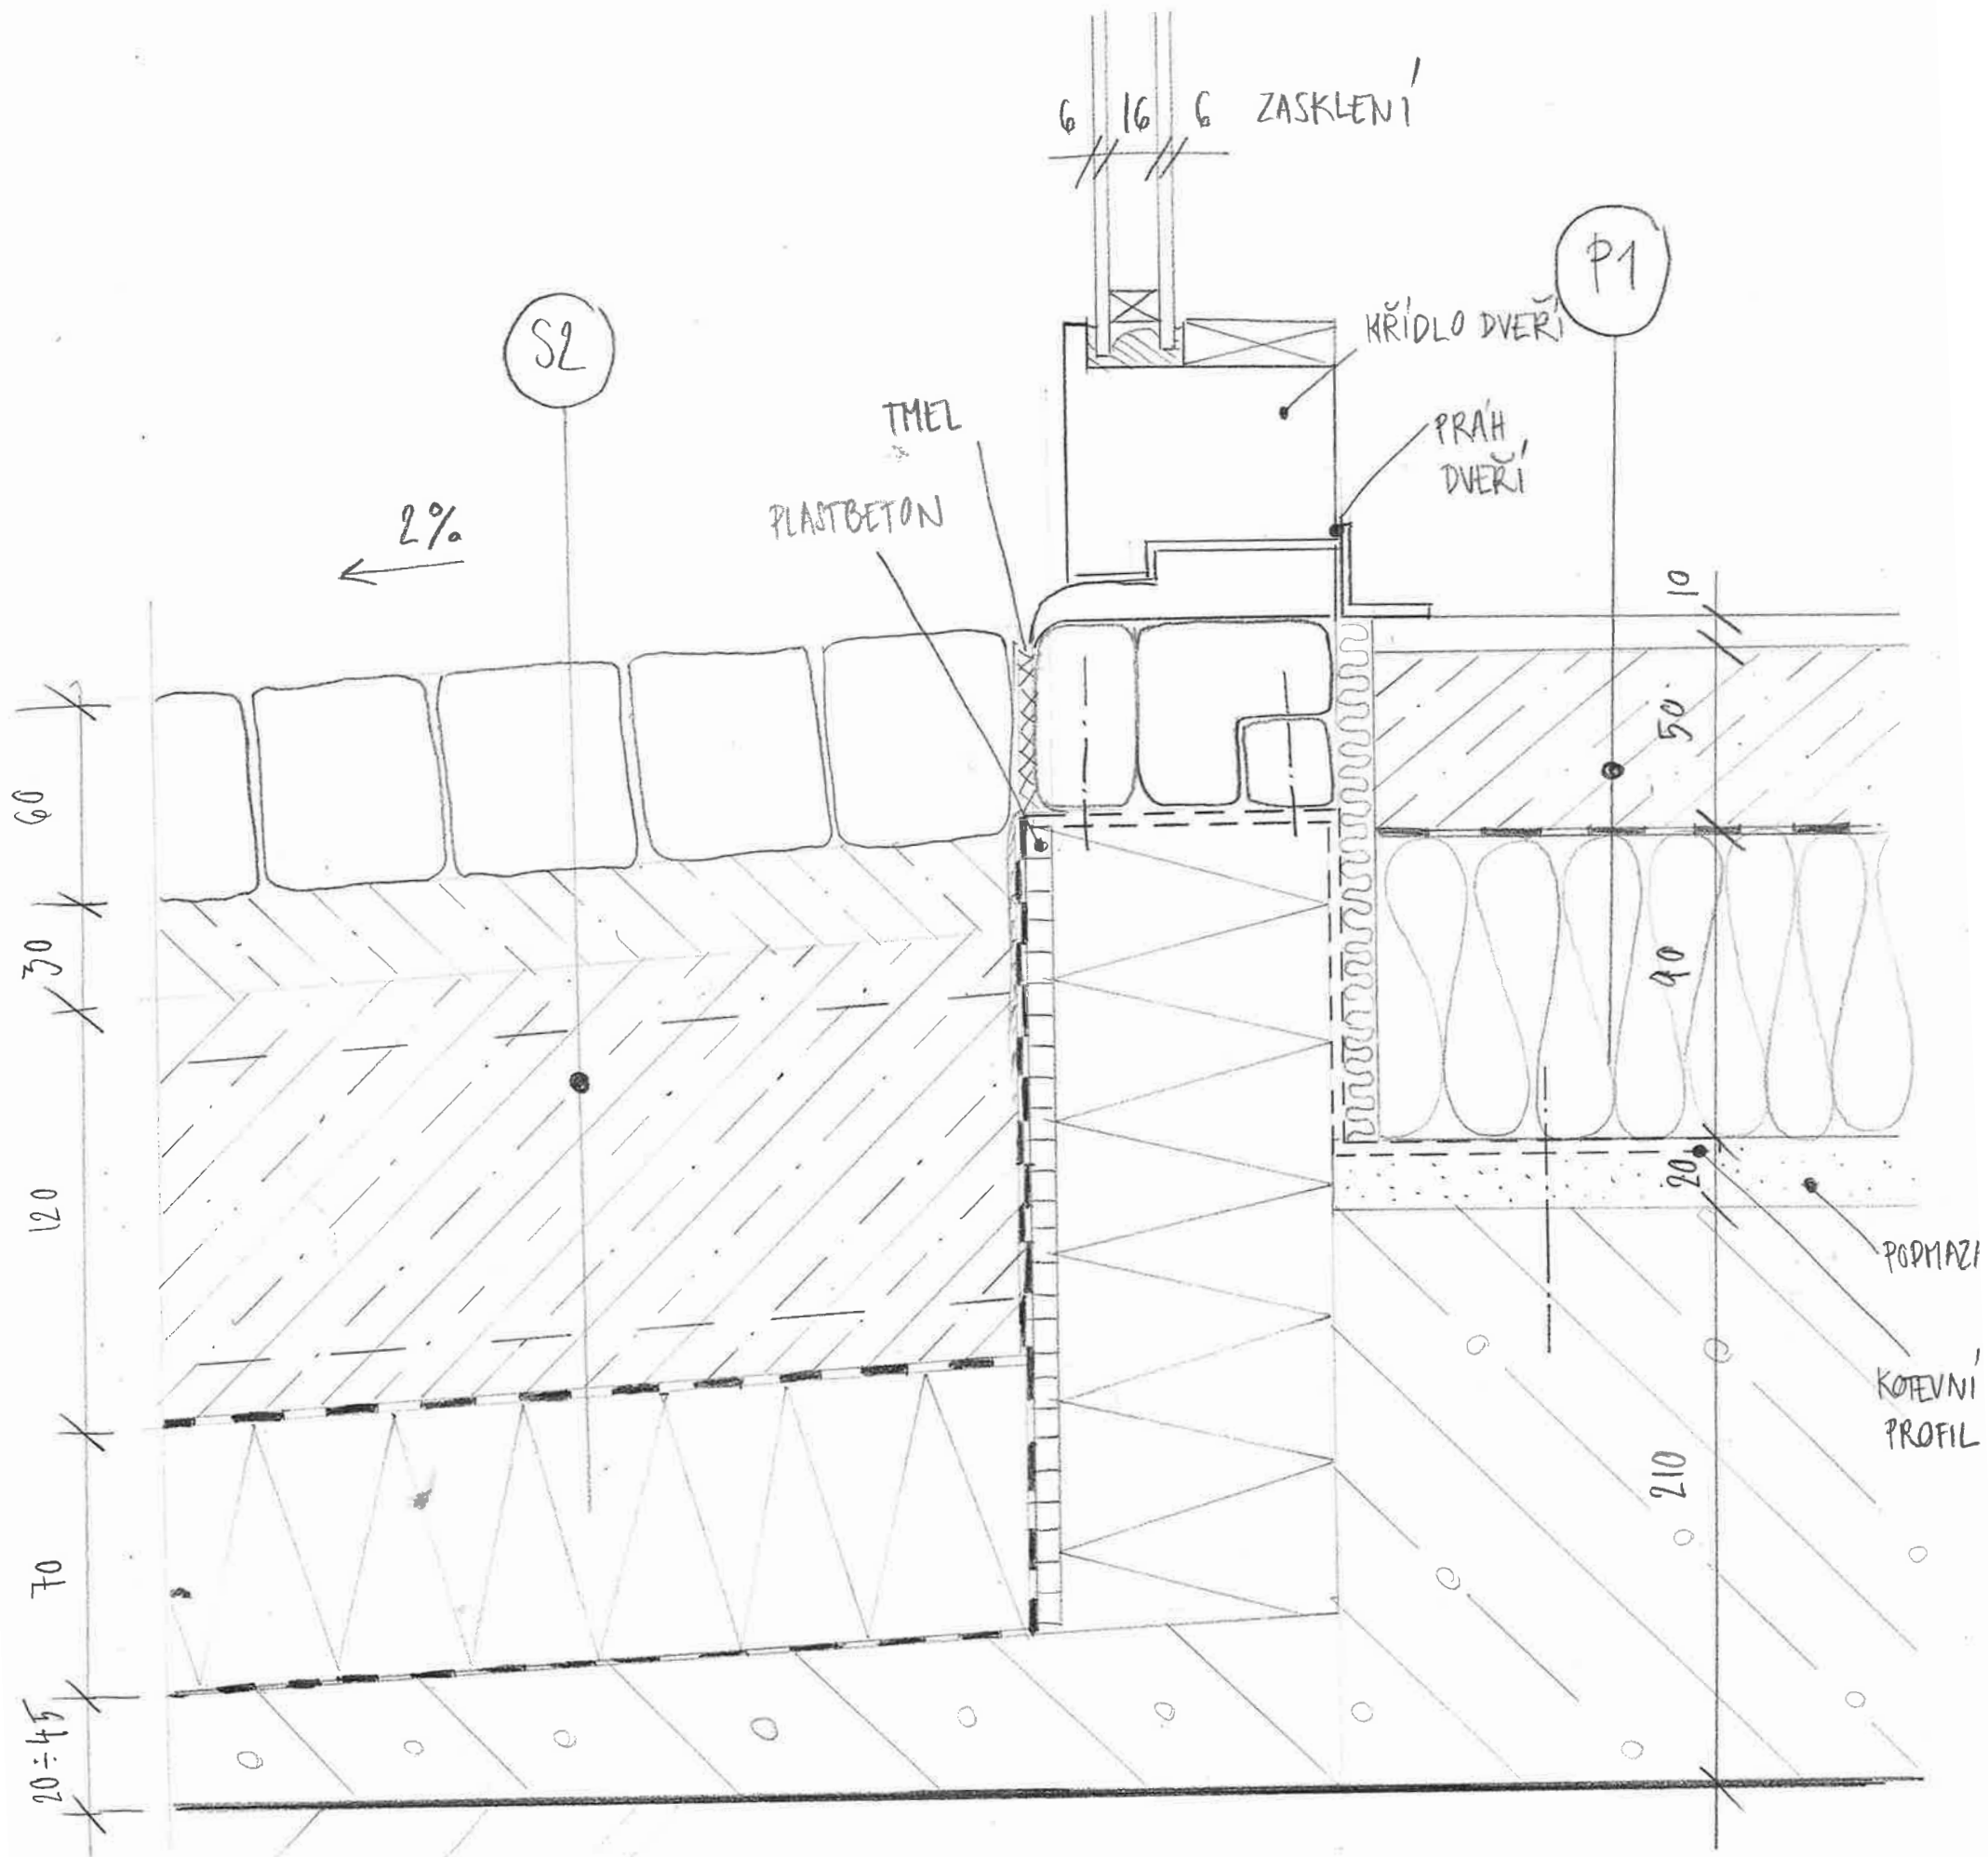 6 16 6 ZASKLENÍ
P1
S2
KŘÍDLO DVEŘÍ
TMEL
PRÁH
DVEŘÍ
PLASTBETON
2%
10
50
60
30
90
120
20
PODMAZ
KOTEVNÍ
PROFIL
210
70
20÷45